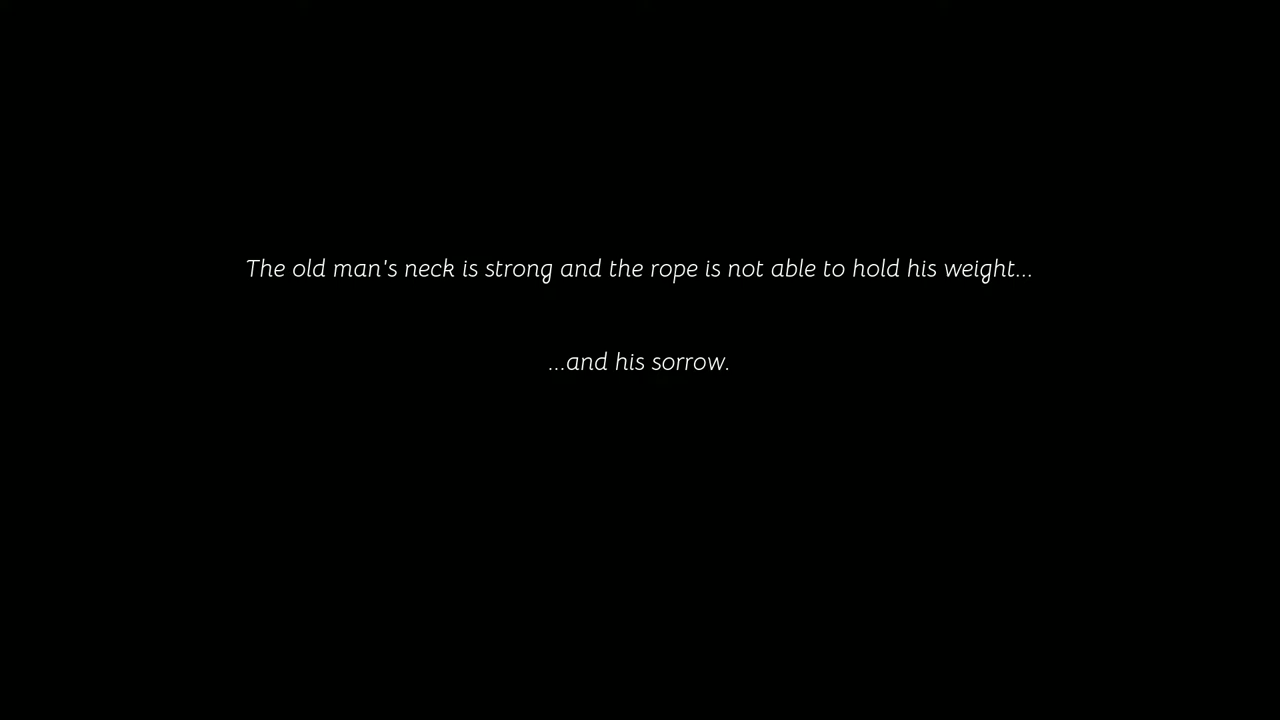 The old man's neck is strong and the rope is not able to hold his weight...
...and his sorrow.